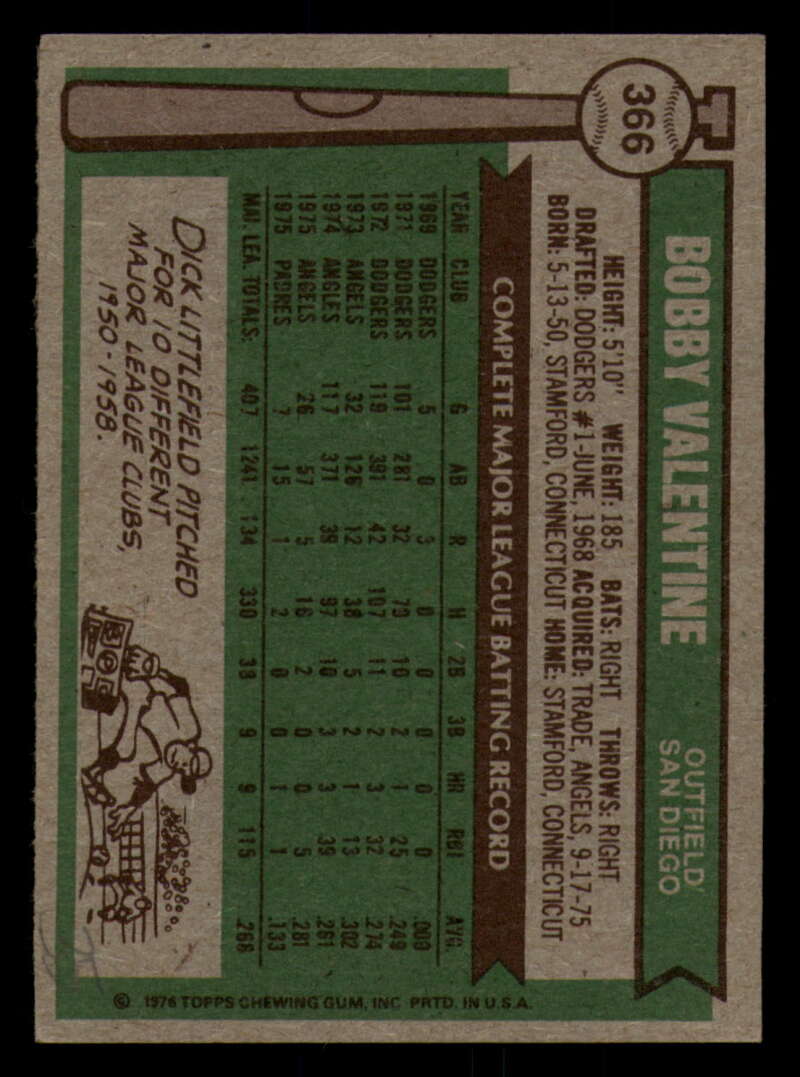 366
BOBBY VALENTINE
OUTFIELD
SAN DIEGO
HEIGHT: 5'10" WEIGHT: 185 BATS: RIGHT THROWS: RIGHT
DRAFTED: DODGERS #1-JUNE, 1968 ACQUIRED: TRADE, ANGELS, 9-17-75
BORN: 5-13-50, STAMFORD, CONNECTICUT HOME: STAMFORD, CONNECTICUT
COMPLETE MAJOR LEAGUE BATTING RECORD
YEAR CLUB G AB R H 2B 3B HR RBI AVG.
1969 DODGERS 5 0 3 0 0 0 0 0 .000
1971 DODGERS 101 281 32 70 10 2 1 25 .249
1972 DODGERS 119 391 42 107 11 2 3 32 .274
1973 ANGELS 32 126 12 38 5 2 1 13 .302
1974 ANGLES 117 371 39 97 10 3 3 39 .261
1975 ANGELS 26 57 5 16 2 0 0 5 .281
1975 PADRES 7 15 1 2 0 0 1 1 .133
MAJ. LEA. TOTALS: 407 1241 134 330 38 9 9 115 .266
DICK LITTLEFIELD PITCHED
FOR 10 DIFFERENT
MAJOR LEAGUE CLUBS,
1950-1958.
© 1976 TOPPS CHEWING GUM, INC. PRTD. IN U.S.A.